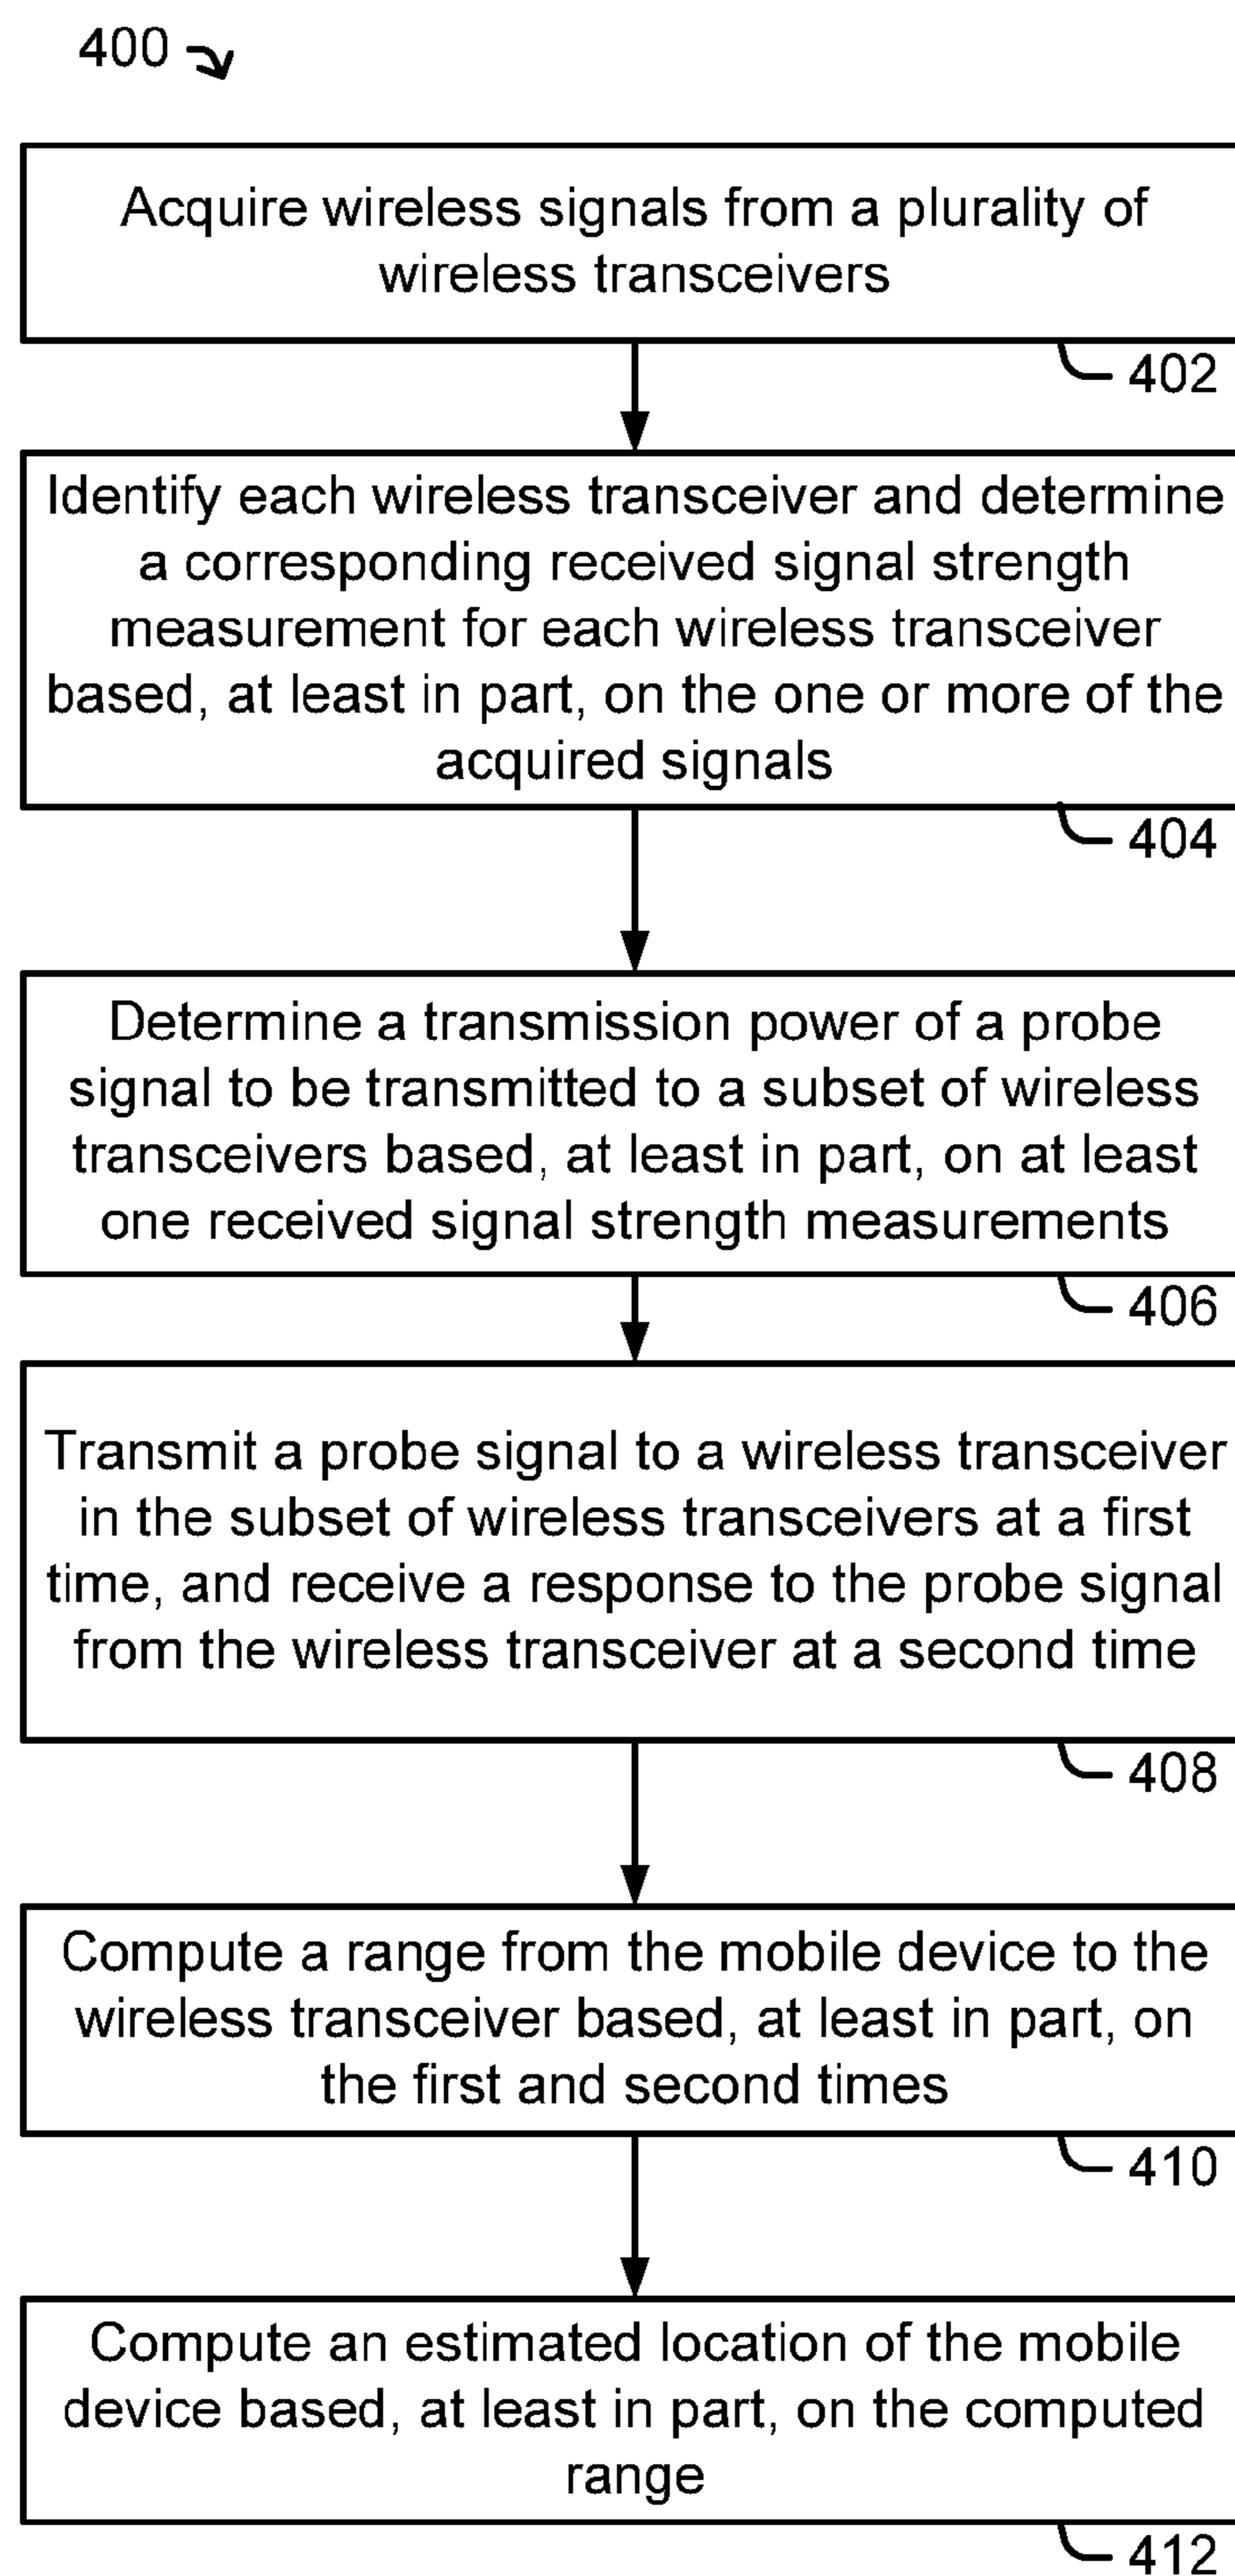 400
Acquire wireless signals from a plurality of
wireless transceivers
402
Identify each wireless transceiver and determine
a corresponding received signal strength
measurement for each wireless transceiver
based, at least in part, on the one or more of the
acquired signals
404
Determine a transmission power of a probe
signal to be transmitted to a subset of wireless
transceivers based, at least in part, on at least
one received signal strength measurements
406
Transmit a probe signal to a wireless transceiver
in the subset of wireless transceivers at a first
time, and receive a response to the probe signal
from the wireless transceiver at a second time
408
Compute a range from the mobile device to the
wireless transceiver based, at least in part, on
the first and second times
410
Compute an estimated location of the mobile
device based, at least in part, on the computed
range
412